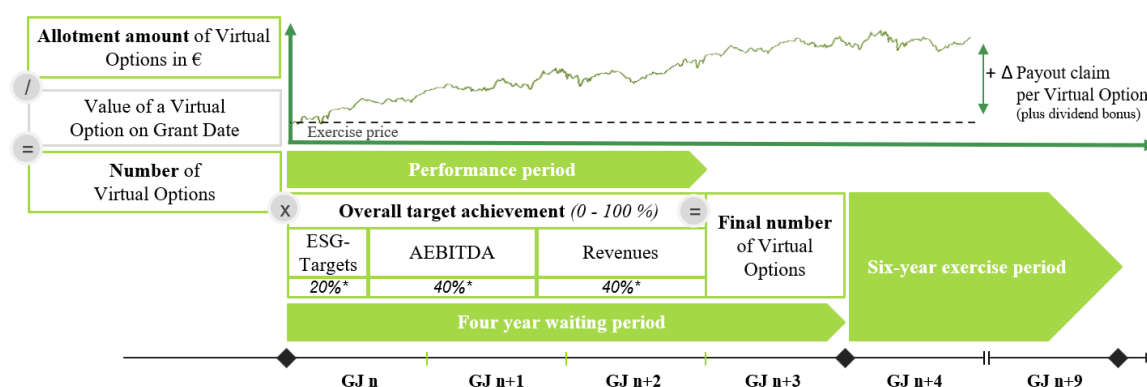 Allotment amount of Virtual
Options in €
/
Value of a Virtual
Option on Grant Date
=
Number of
Virtual Options
Exercise price
+ Δ Payout claim
per Virtual Option
(plus dividend bonus)
Performance period
x
Overall target achievement (0 - 100 %)
=
ESG-
Targets
AEBITDA
Revenues
20%*
40%*
40%*
Final number
of Virtual
Options
Six-year exercise period
Four year waiting period
GJ n
GJ n+1
GJ n+2
GJ n+3
GJ n+4
GJ n+9